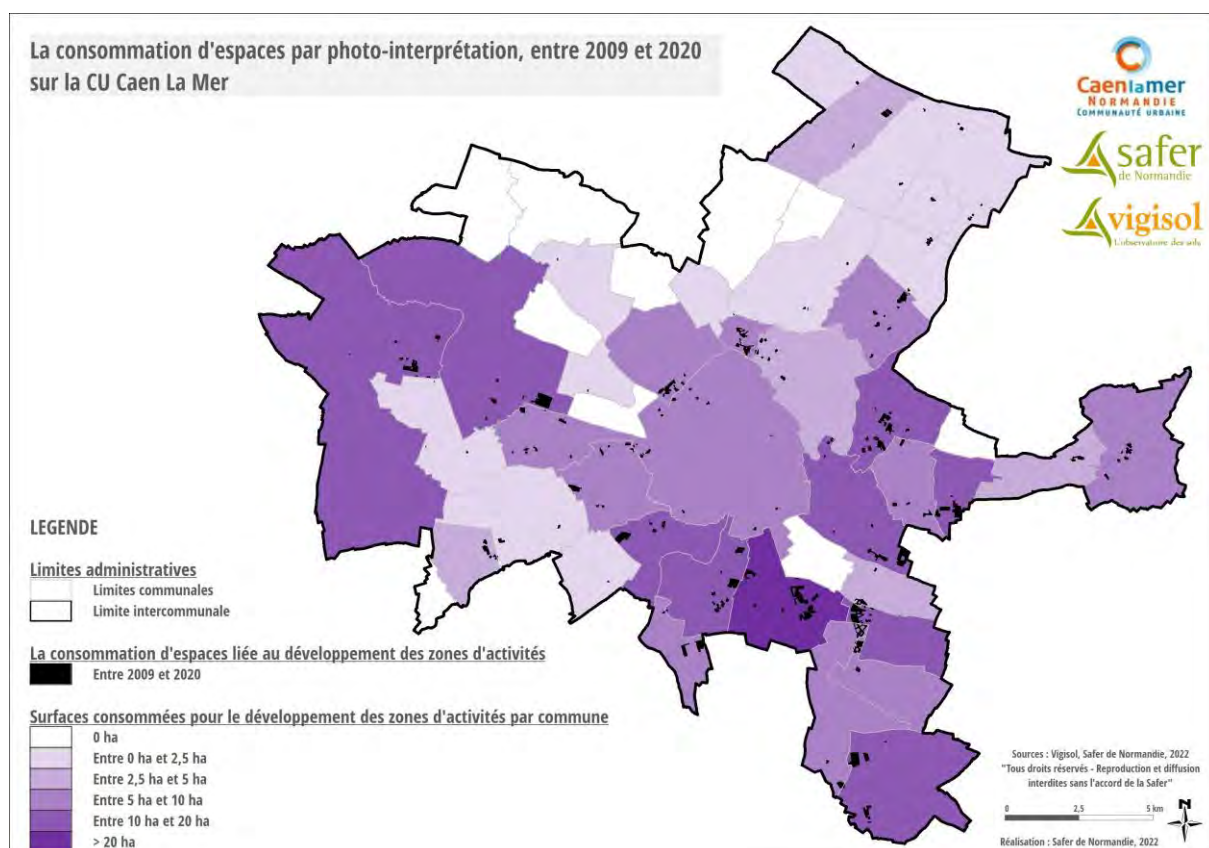 La consommation d'espaces par photo-interprétation, entre 2009 et 2020
sur la CU Caen La Mer
Caenlamer
NORMANDIE
COMMUNAUTÉ URBAINE
safer
de Normandie
vigisol
L'observatoire des sols
LEGENDE
Limites administratives
Limites communales
Limite intercommunale
La consommation d'espaces liée au développement des zones d'activités
Entre 2009 et 2020
Surfaces consommées pour le développement des zones d'activités par commune
0 ha
Entre 0 ha et 2,5 ha
Entre 2,5 ha et 5 ha
Entre 5 ha et 10 ha
Entre 10 ha et 20 ha
> 20 ha
Sources : Vigisol, Safer de Normandie, 2022
"Tous droits réservés - Reproduction et diffusion
interdites sans l'accord de la Safer"
0 2,5 5 km
N
Réalisation : Safer de Normandie, 2022